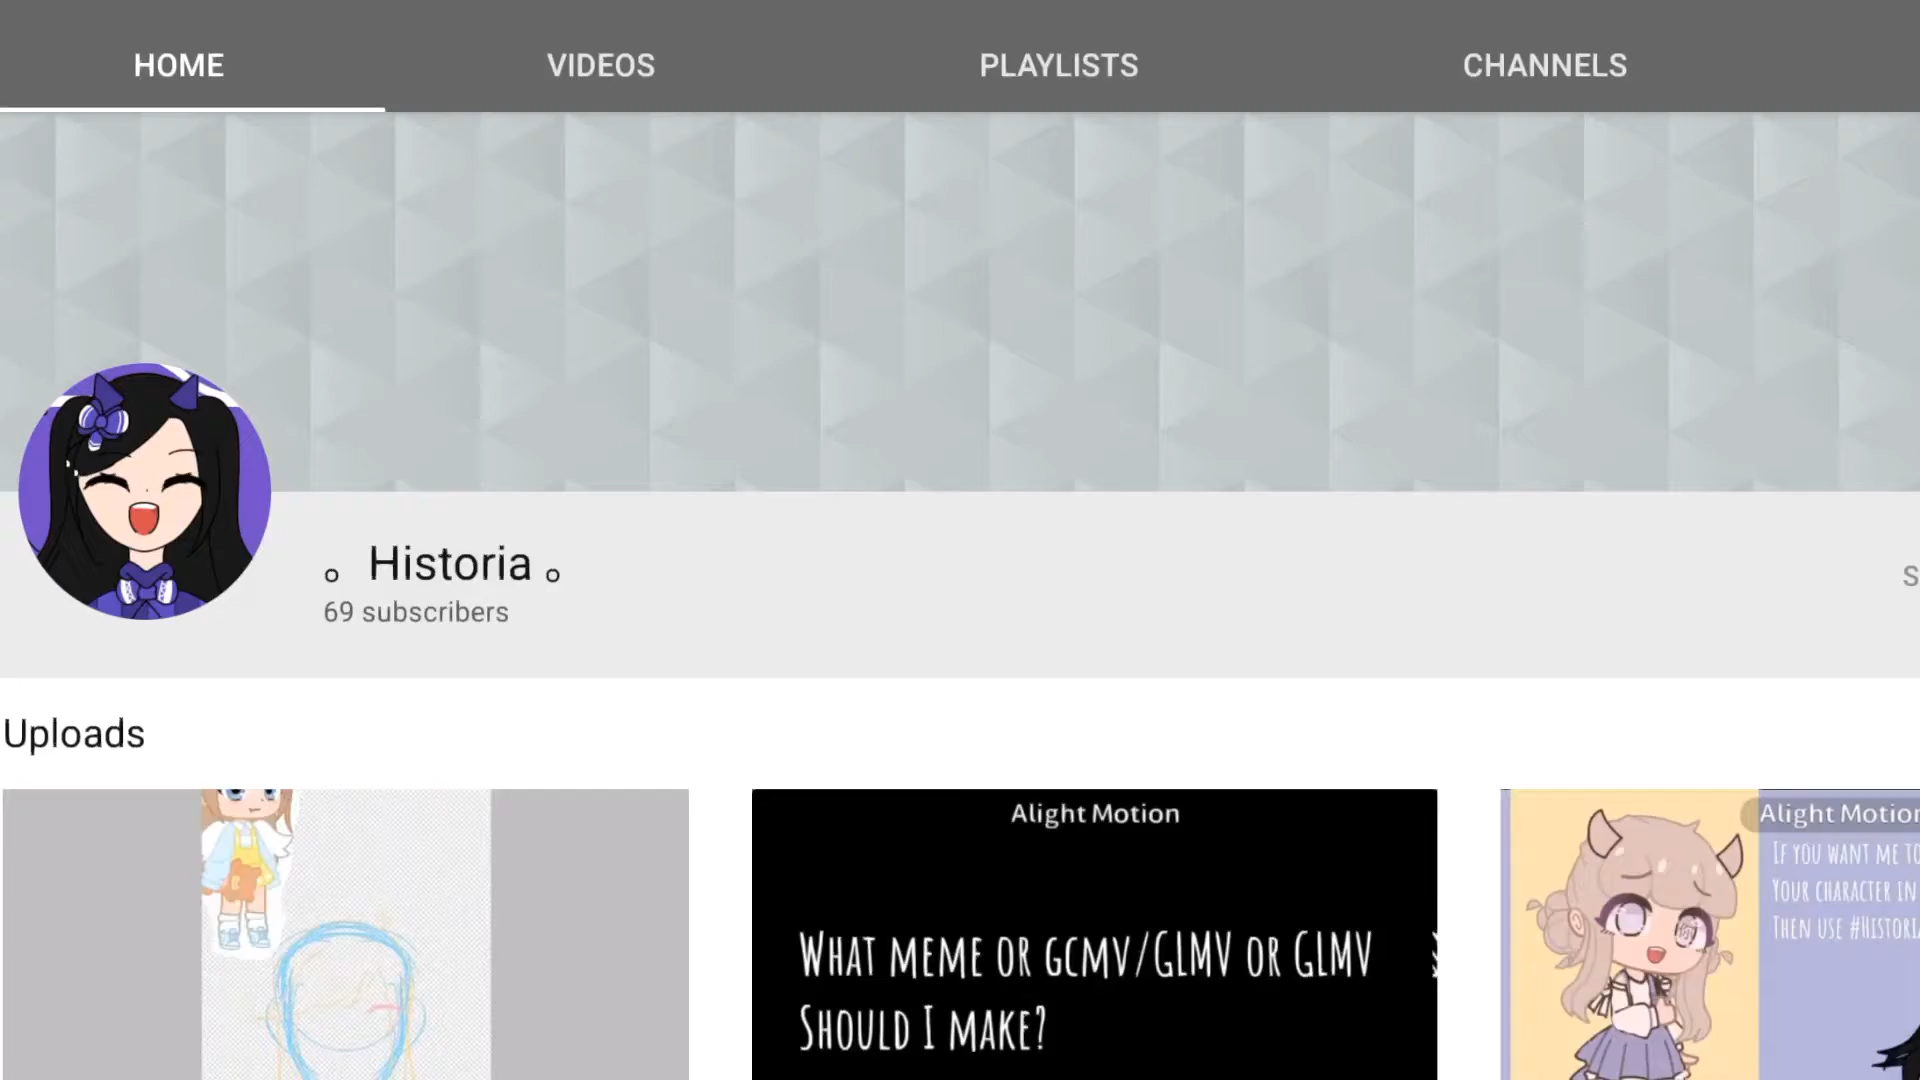 HOME VIDEOS PLAYLISTS CHANNELS
。Historia。
69 subscribers
Uploads
Alight Motion
What meme or gcmv/GLMV or GLMV
Should I make?
Alight Motion
If you want me to
Your character in
Then use